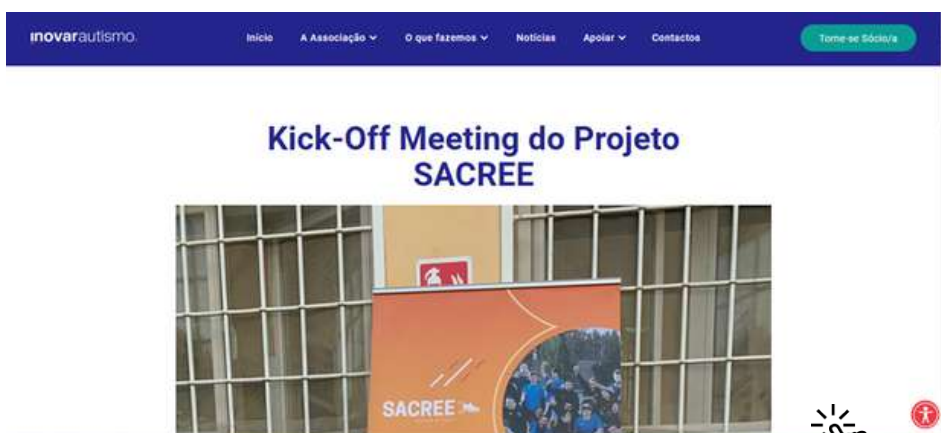 inovarautismo.
Início A Associação O que fazemos Notícias Apoiar Contactos Torne-se Sócio/a
Kick-Off Meeting do Projeto
SACREE
SACREE